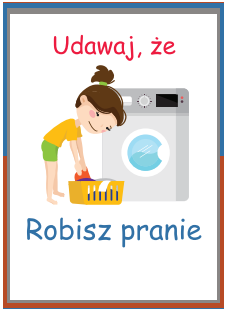 Udawaj, że
Robisz pranie